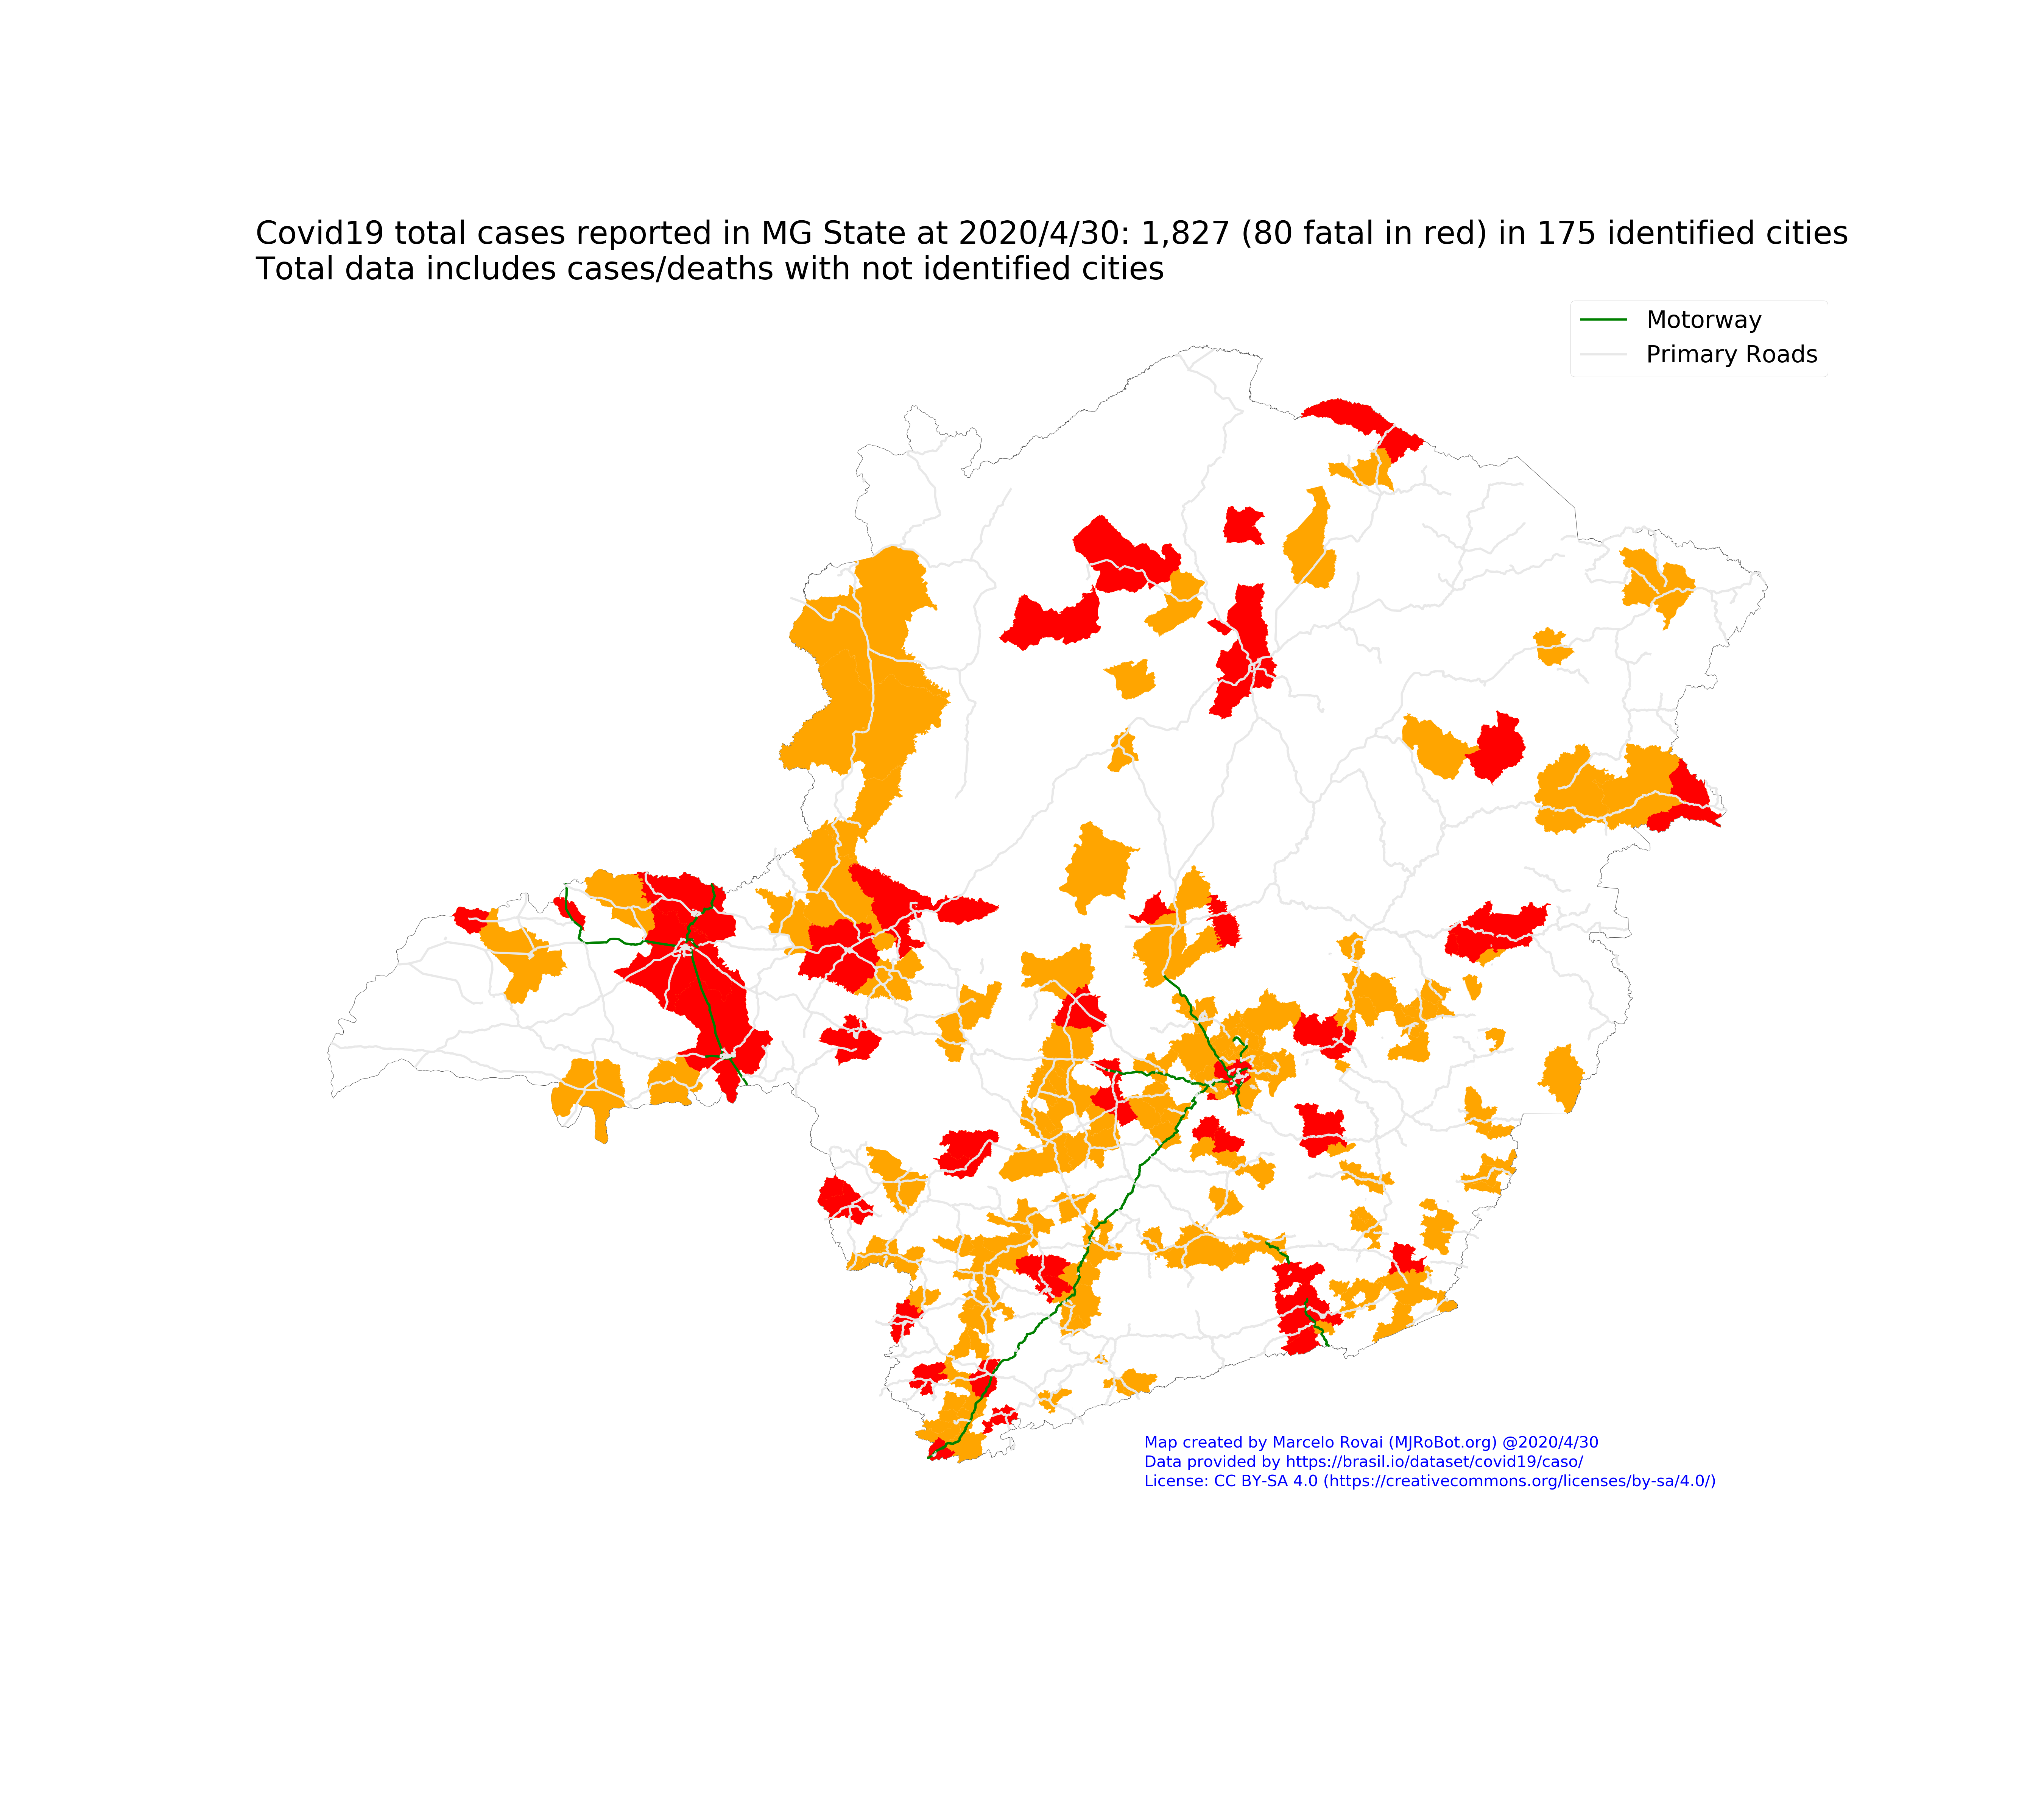 Covid19 total cases reported in MG State at 2020/4/30: 1,827 (80 fatal in red) in 175 identified cities
Total data includes cases/deaths with not identified cities
Motorway
Primary Roads
Map created by Marcelo Rovai (MJRoBot.org) @2020/4/30
Data provided by https://brasil.io/dataset/covid19/caso/
License: CC BY-SA 4.0 (https://creativecommons.org/licenses/by-sa/4.0/)